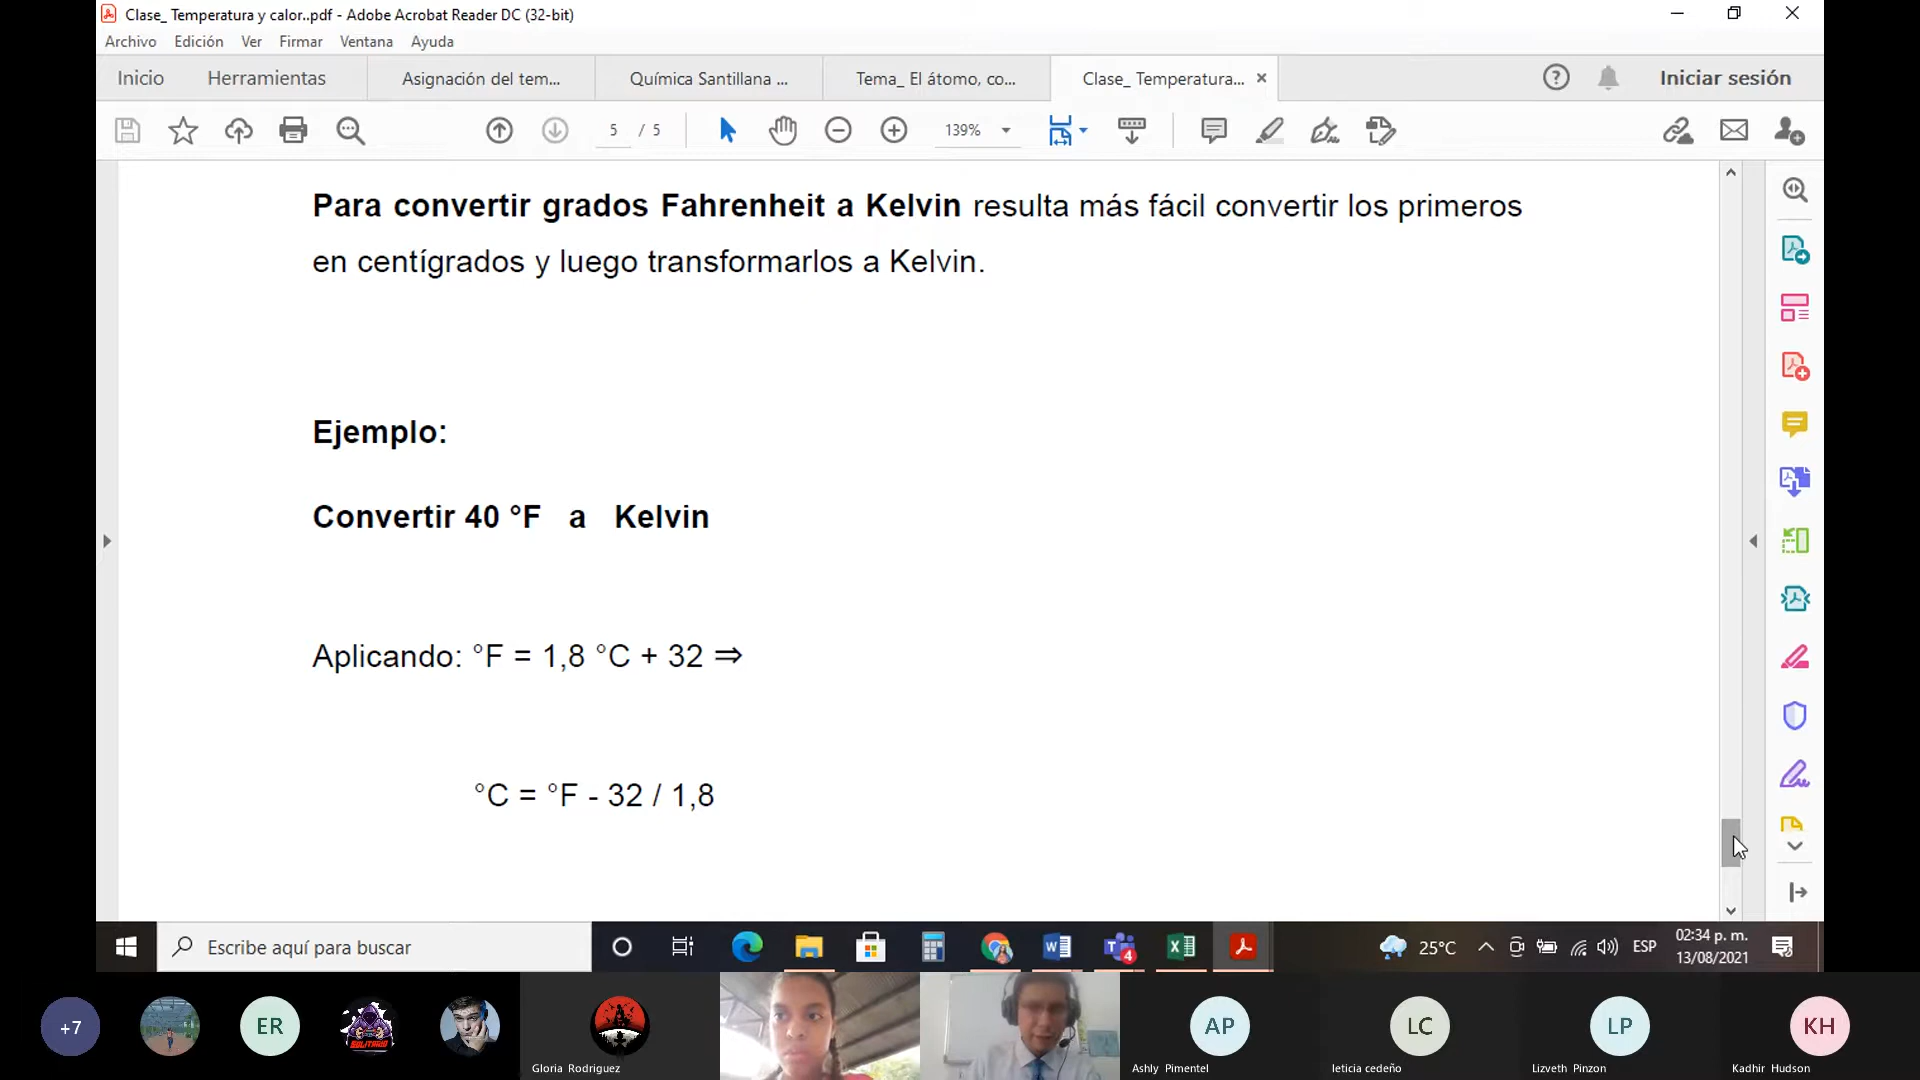 Clase_ Temperatura y calor..pdf - Adobe Acrobat Reader DC (32-bit)
Archivo Edición Ver Firmar Ventana Ayuda
Inicio Herramientas Asignación del tem... Química Santillana ... Tema_ El átomo, co... Clase_ Temperatura... × Iniciar sesión
5 / 5 139%
Para convertir grados Fahrenheit a Kelvin resulta más fácil convertir los primeros
en centígrados y luego transformarlos a Kelvin.
Ejemplo:
Convertir 40 °F a Kelvin
Aplicando: °F = 1,8 °C + 32 ⇒
°C = °F - 32 / 1,8
Escribe aquí para buscar
4
25°C
ESP
02:34 p. m.
13/08/2021
+7
ER
SOLITARIO
AP
LC
LP
KH
Gloria Rodriguez
Ashly Pimentel
leticia cedeño
Lizveth Pinzon
Kadhir Hudson